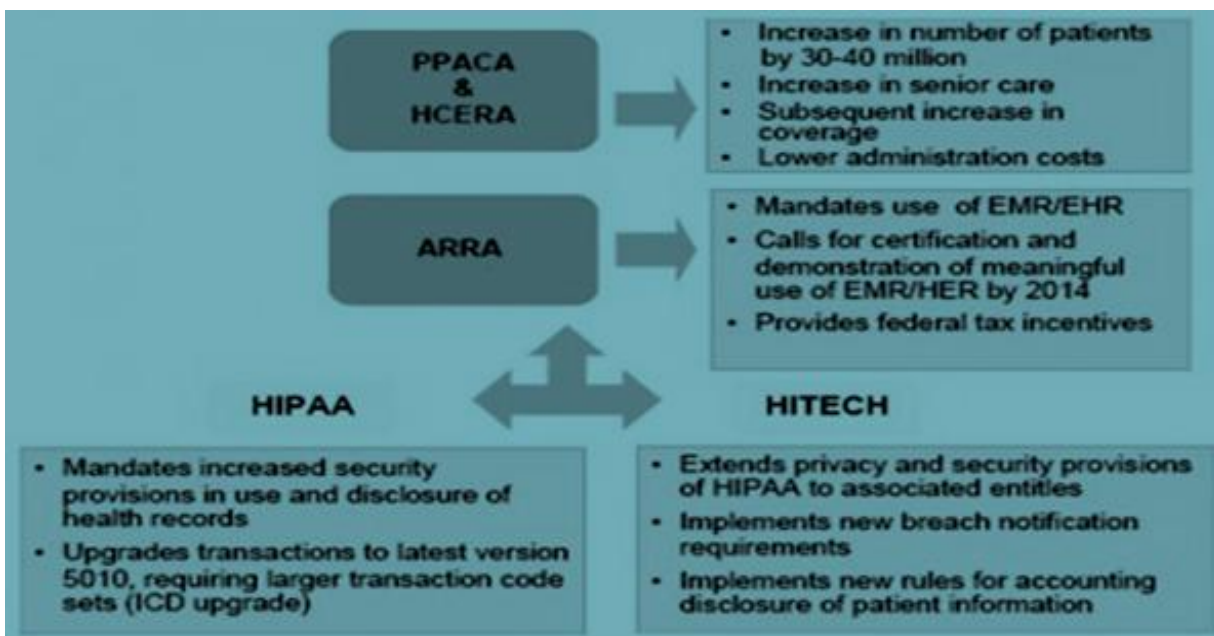 PPACA
&
HCERA
• Increase in number of patients
by 30-40 million
• Increase in senior care
• Subsequent increase in
coverage
• Lower administration costs
ARRA
• Mandates use of EMR/EHR
• Calls for certification and
demonstration of meaningful
use of EMR/HER by 2014
• Provides federal tax incentives
HIPAA
HITECH
• Mandates increased security
provisions in use and disclosure of
health records
• Upgrades transactions to latest version
5010, requiring larger transaction code
sets (ICD upgrade)
• Extends privacy and security provisions
of HIPAA to associated entitles
• Implements new breach notification
requirements
• Implements new rules for accounting
disclosure of patient information